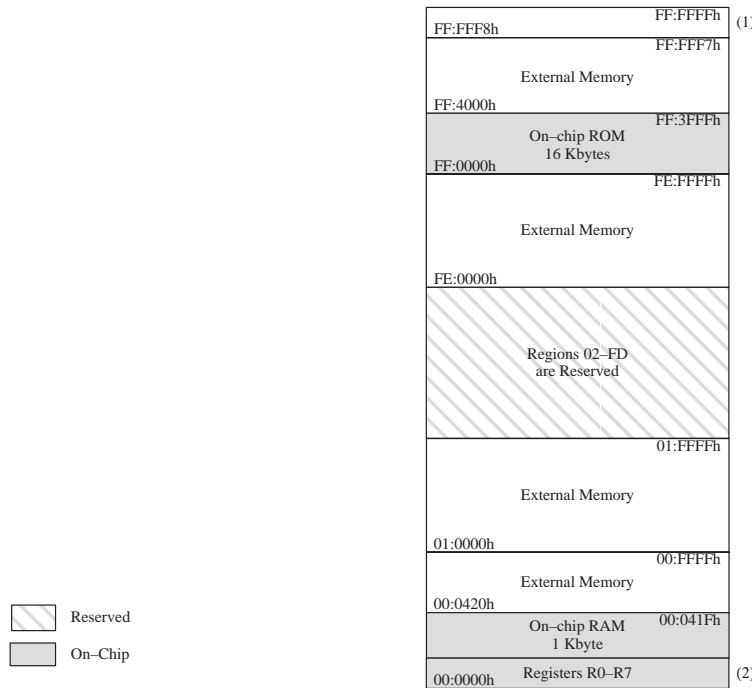 FF:FFFFh
(1)
FF:FFF8h
FF:FFF7h
External Memory
FF:4000h
FF:3FFFh
On–chip ROM
16 Kbytes
FF:0000h
FE:FFFFh
External Memory
FE:0000h
Regions 02–FD
are Reserved
01:FFFFh
External Memory
01:0000h
00:FFFFh
External Memory
00:0420h
00:041Fh
On–chip RAM
1 Kbyte
Registers R0–R7
00:0000h
(2)
Reserved
On–Chip